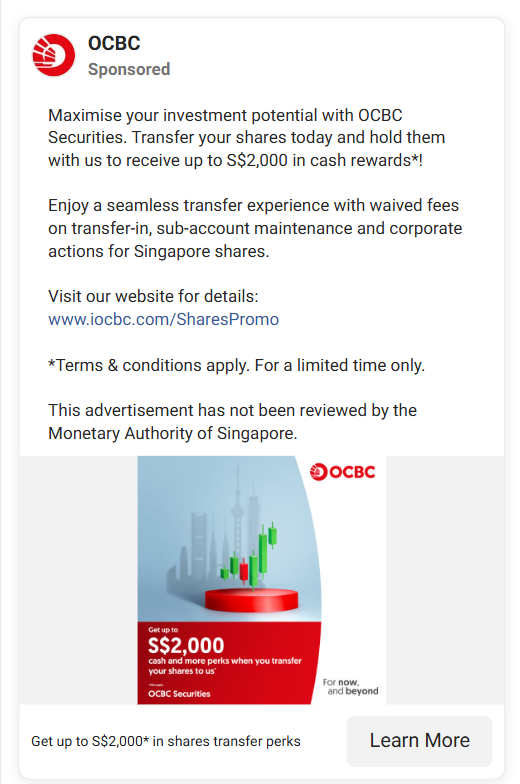 OCBC
Sponsored
Maximise your investment potential with OCBC
Securities. Transfer your shares today and hold them
with us to receive up to S$2,000 in cash rewards*!
Enjoy a seamless transfer experience with waived fees
on transfer-in, sub-account maintenance and corporate
actions for Singapore shares.
Visit our website for details:
www.iocbc.com/SharesPromo
*Terms & conditions apply. For a limited time only.
This advertisement has not been reviewed by the
Monetary Authority of Singapore.
OCBC
Get up to
S$2,000
cash and more perks when you transfer
your shares to us*
OCBC Securities
For now,
and beyond
Get up to S$2,000* in shares transfer perks
Learn More